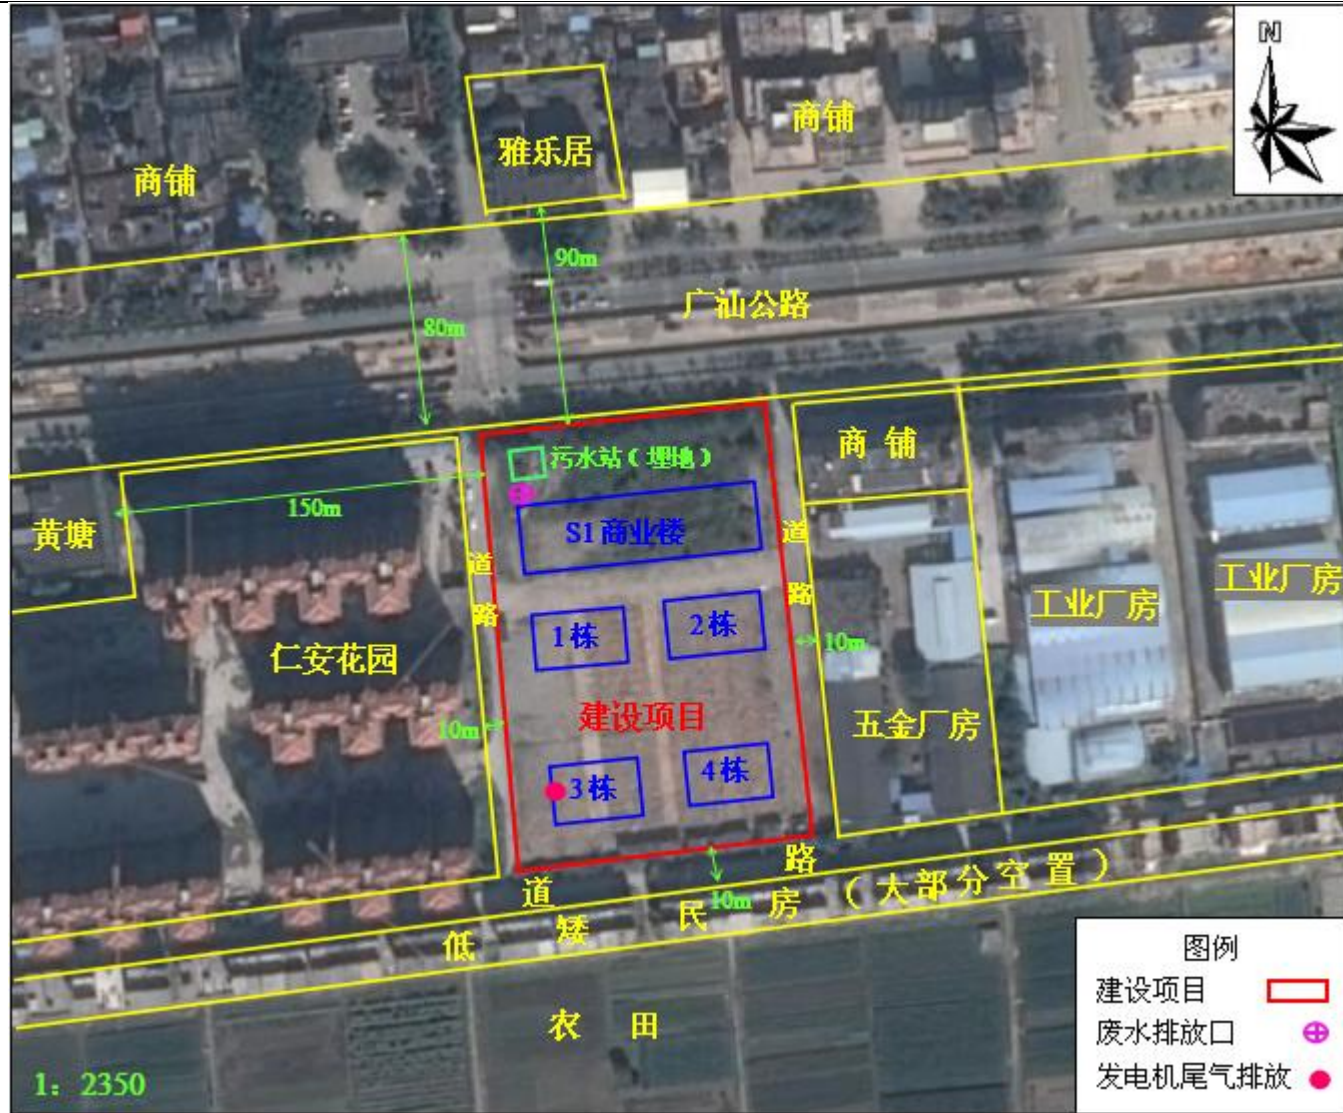 N
商铺
雅乐居
商铺
90m
广汕公路
80m
污水站（埋地）
商 铺
150m
黄塘
S1商业楼
道路
道路
工业厂房
工业厂房
1栋
2栋
10m
仁安花园
建设项目
10m
五金厂房
3栋
4栋
道 路
10m
低 矮 民 房 （大部分空置）
农 田
图例
建设项目
废水排放口
发电机尾气排放
1：2350